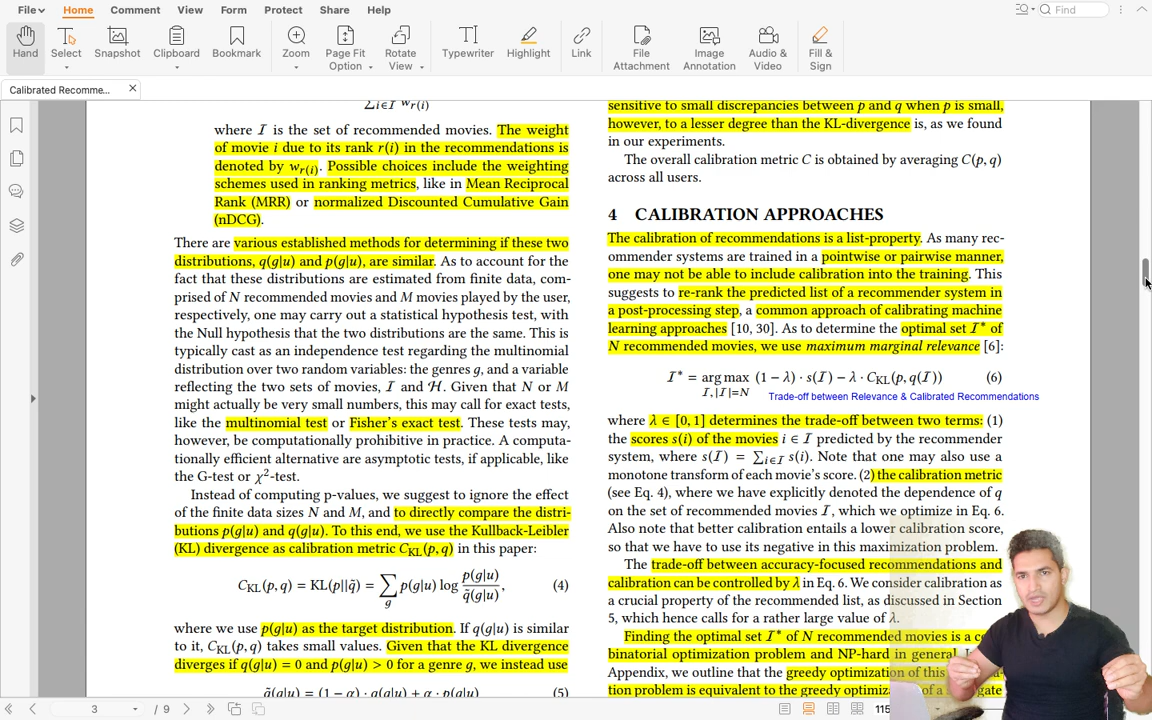 File Home Comment View Form Protect Share Help Find
Hand Select Snapshot Clipboard Bookmark Zoom Page Fit Option Rotate View Typewriter Highlight Link File Attachment Image Annotation Audio & Video Fill & Sign
Calibrated Recomme...
∑i∈I wr(i)
where I is the set of recommended movies. The weight
of movie i due to its rank r(i) in the recommendations is
denoted by wr(i). Possible choices include the weighting
schemes used in ranking metrics, like in Mean Reciprocal
Rank (MRR) or normalized Discounted Cumulative Gain
(nDCG).
There are various established methods for determining if these two
distributions, q(g|u) and p(g|u), are similar. As to account for the
fact that these distributions are estimated from finite data, com-
prised of N recommended movies and M movies played by the user,
respectively, one may carry out a statistical hypothesis test, with
the Null hypothesis that the two distributions are the same. This is
typically cast as an independence test regarding the multinomial
distribution over two random variables: the genres g, and a variable
reflecting the two sets of movies, I and H. Given that N or M
might actually be very small numbers, this may call for exact tests,
like the multinomial test or Fisher's exact test. These tests may,
however, be computationally prohibitive in practice. A computa-
tionally efficient alternative are asymptotic tests, if applicable, like
the G-test or χ²-test.
Instead of computing p-values, we suggest to ignore the effect
of the finite data sizes N and M, and to directly compare the distri-
butions p(g|u) and q(g|u). To this end, we use the Kullback-Leibler
(KL) divergence as calibration metric CKL(p, q) in this paper:
CKL(p, q) = KL(p||q̃) = ∑g p(g|u) log p(g|u) / q̃(g|u), (4)
where we use p(g|u) as the target distribution. If q(g|u) is similar
to it, CKL(p, q) takes small values. Given that the KL divergence
diverges if q(g|u) = 0 and p(g|u) > 0 for a genre g, we instead use
q̃(g|u) = (1 − α) · q(g|u) + α · p(g|u) (5)
sensitive to small discrepancies between p and q when p is small,
however, to a lesser degree than the KL-divergence is, as we found
in our experiments.
The overall calibration metric C is obtained by averaging C(p, q)
across all users.
4 CALIBRATION APPROACHES
The calibration of recommendations is a list-property. As many rec-
ommender systems are trained in a pointwise or pairwise manner,
one may not be able to include calibration into the training. This
suggests to re-rank the predicted list of a recommender system in
a post-processing step, a common approach of calibrating machine
learning approaches [10, 30]. As to determine the optimal set I* of
N recommended movies, we use maximum marginal relevance [6]:
I* = arg max I,|I|=N (1 − λ) · s(I) − λ · CKL(p, q(I)) (6)
Trade-off between Relevance & Calibrated Recommendations
where λ ∈ [0, 1] determines the trade-off between two terms: (1)
the scores s(i) of the movies i ∈ I predicted by the recommender
system, where s(I) = ∑i∈I s(i). Note that one may also use a
monotone transform of each movie's score. (2) the calibration metric
(see Eq. 4), where we have explicitly denoted the dependence of q
on the set of recommended movies I, which we optimize in Eq. 6.
Also note that better calibration entails a lower calibration score,
so that we have to use its negative in this maximization problem.
The trade-off between accuracy-focused recommendations and
calibration can be controlled by λ in Eq. 6. We consider calibration as
a crucial property of the recommended list, as discussed in Section
5, which hence calls for a rather large value of λ.
Finding the optimal set I* of N recommended movies is a
binatorial optimization problem and NP-hard in general.
Appendix, we outline that the greedy optimization of this
tion problem is equivalent to the greedy of a
3 / 9